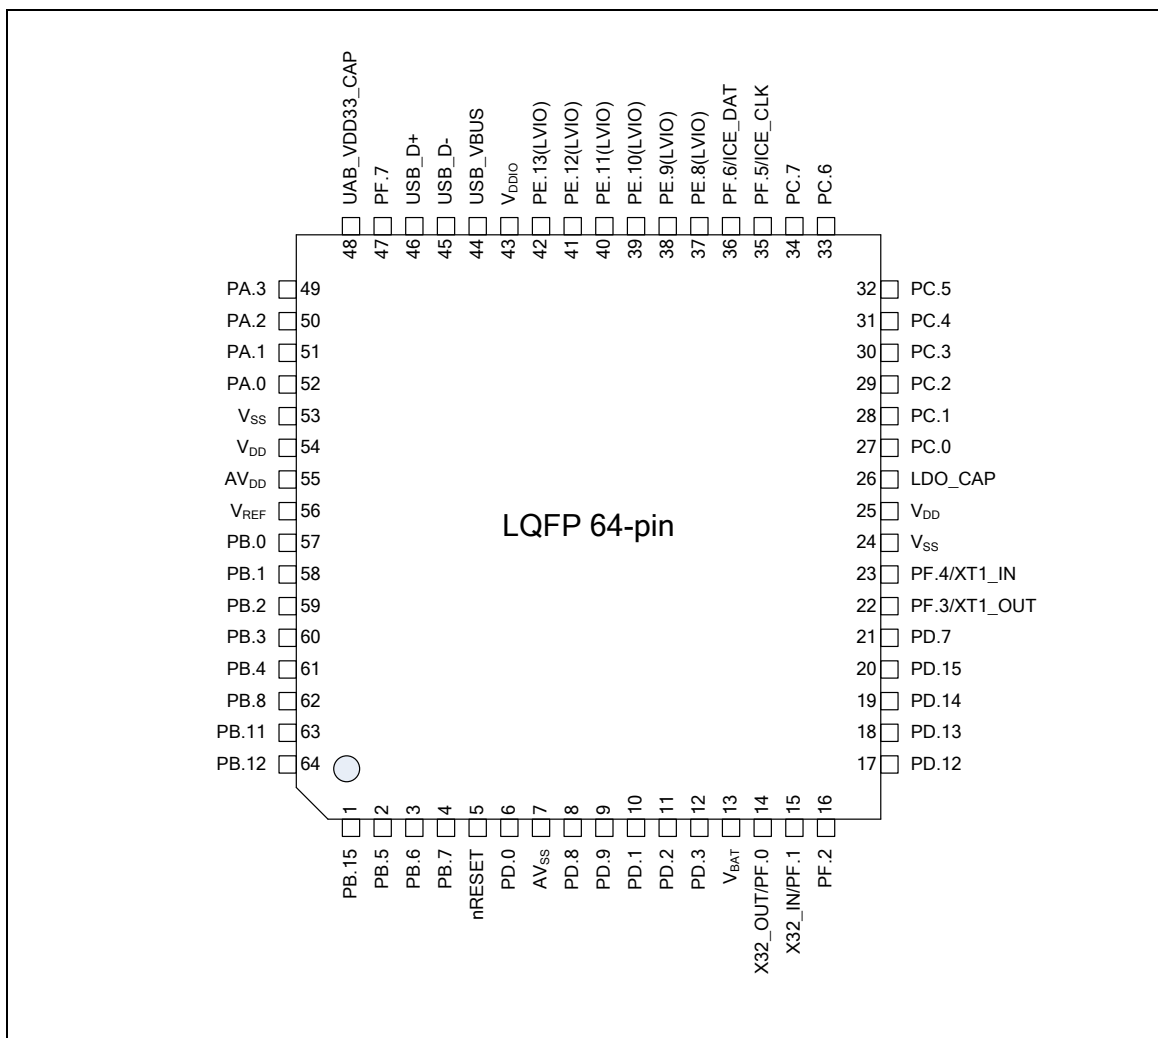 UAB_VDD33_CAP
PF.7
USB_D+
USB_D-
USB_VBUS
VDDIO
PE.13(LVIO)
PE.12(LVIO)
PE.11(LVIO)
PE.10(LVIO)
PE.9(LVIO)
PE.8(LVIO)
PF.6/ICE_DAT
PF.5/ICE_CLK
PC.7
PC.6
48
47
46
45
44
43
42
41
40
39
38
37
36
35
34
33
PA.3 49
PA.2 50
PA.1 51
PA.0 52
VSS 53
VDD 54
AVDD 55
VREF 56
PB.0 57
PB.1 58
PB.2 59
PB.3 60
PB.4 61
PB.8 62
PB.11 63
PB.12 64
LQFP 64-pin
32 PC.5
31 PC.4
30 PC.3
29 PC.2
28 PC.1
27 PC.0
26 LDO_CAP
25 VDD
24 VSS
23 PF.4/XT1_IN
22 PF.3/XT1_OUT
21 PD.7
20 PD.15
19 PD.14
18 PD.13
17 PD.12
1
2
3
4
5
6
7
8
9
10
11
12
13
14
15
16
PB.15
PB.5
PB.6
PB.7
nRESET
PD.0
AVSS
PD.8
PD.9
PD.1
PD.2
PD.3
VBAT
X32_OUT/PF.0
X32_IN/PF.1
PF.2